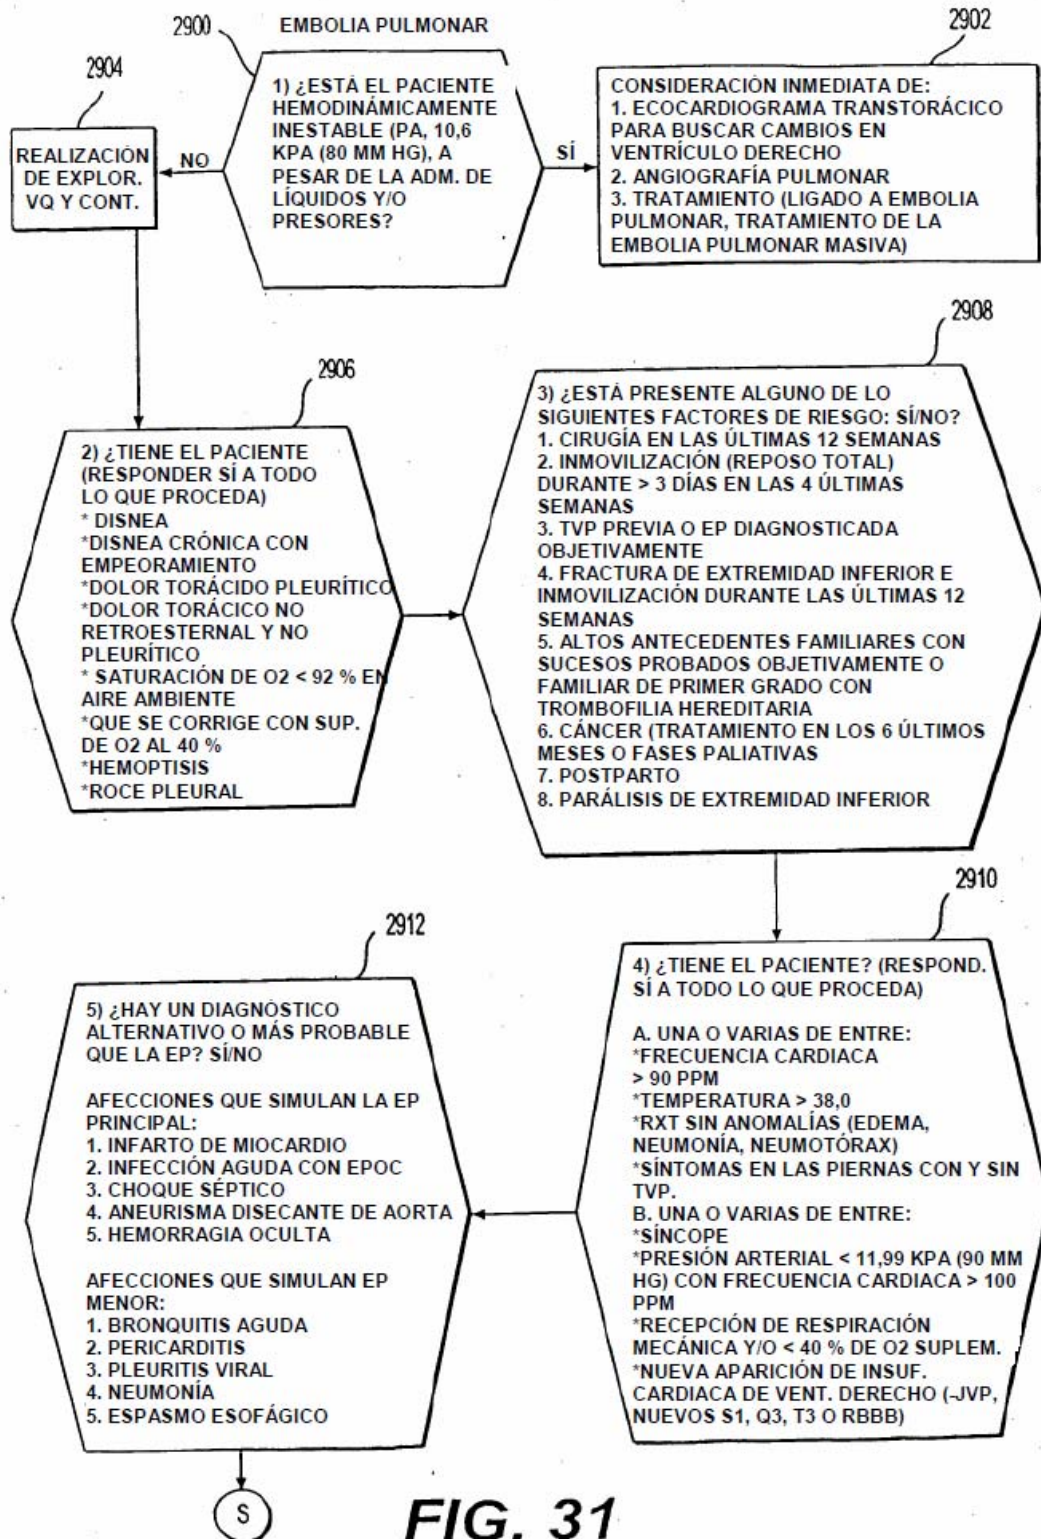 2900
EMBOLIA PULMONAR
1) ¿ESTÁ EL PACIENTE
HEMODINÁMICAMENTE
INESTABLE (PA, 10,6
KPA (80 MM HG), A
PESAR DE LA ADM. DE
LÍQUIDOS Y/O
PRESORES?
NO
SÍ
2902
CONSIDERACIÓN INMEDIATA DE:
1. ECOCARDIOGRAMA TRANSTORÁCICO
PARA BUSCAR CAMBIOS EN
VENTRÍCULO DERECHO
2. ANGIOGRAFÍA PULMONAR
3. TRATAMIENTO (LIGADO A EMBOLIA
PULMONAR, TRATAMIENTO DE LA
EMBOLIA PULMONAR MASIVA)
2904
REALIZACIÓN
DE EXPLOR.
VQ Y CONT.
2906
2) ¿TIENE EL PACIENTE
(RESPONDER SÍ A TODO
LO QUE PROCEDA)
* DISNEA
*DISNEA CRÓNICA CON
EMPEORAMIENTO
*DOLOR TORÁCIDO PLEURÍTICO
*DOLOR TORÁCICO NO
RETROESTERNAL Y NO
PLEURÍTICO
* SATURACIÓN DE O2 < 92 % EN
AIRE AMBIENTE
*QUE SE CORRIGE CON SUP.
DE O2 AL 40 %
*HEMOPTISIS
*ROCE PLEURAL
2908
3) ¿ESTÁ PRESENTE ALGUNO DE LO
SIGUIENTES FACTORES DE RIESGO: SÍ/NO?
1. CIRUGÍA EN LAS ÚLTIMAS 12 SEMANAS
2. INMOVILIZACIÓN (REPOSO TOTAL)
DURANTE > 3 DÍAS EN LAS 4 ÚLTIMAS
SEMANAS
3. TVP PREVIA O EP DIAGNOSTICADA
OBJETIVAMENTE
4. FRACTURA DE EXTREMIDAD INFERIOR E
INMOVILIZACIÓN DURANTE LAS ÚLTIMAS 12
SEMANAS
5. ALTOS ANTECEDENTES FAMILIARES CON
SUCESOS PROBADOS OBJETIVAMENTE O
FAMILIAR DE PRIMER GRADO CON
TROMBOFILIA HEREDITARIA
6. CÁNCER (TRATAMIENTO EN LOS 6 ÚLTIMOS
MESES O FASES PALIATIVAS
7. POSTPARTO
8. PARÁLISIS DE EXTREMIDAD INFERIOR
2910
4) ¿TIENE EL PACIENTE? (RESPOND.
SÍ A TODO LO QUE PROCEDA)
A. UNA O VARIAS DE ENTRE:
*FRECUENCIA CARDIACA
> 90 PPM
*TEMPERATURA > 38,0
*RXT SIN ANOMALÍAS (EDEMA,
NEUMONÍA, NEUMOTÓRAX)
*SÍNTOMAS EN LAS PIERNAS CON Y SIN
TVP.
B. UNA O VARIAS DE ENTRE:
*SÍNCOPE
*PRESIÓN ARTERIAL < 11,99 KPA (90 MM
HG) CON FRECUENCIA CARDIACA > 100
PPM
*RECEPCIÓN DE RESPIRACIÓN
MECÁNICA Y/O < 40 % DE O2 SUPLEM.
*NUEVA APARICIÓN DE INSUF.
CARDIACA DE VENT. DERECHO (-JVP,
NUEVOS S1, Q3, T3 O RBBB)
2912
5) ¿HAY UN DIAGNÓSTICO
ALTERNATIVO O MÁS PROBABLE
QUE LA EP? SÍ/NO
AFECCIONES QUE SIMULAN LA EP
PRINCIPAL:
1. INFARTO DE MIOCARDIO
2. INFECCIÓN AGUDA CON EPOC
3. CHOQUE SÉPTICO
4. ANEURISMA DISECANTE DE AORTA
5. HEMORRAGIA OCULTA
AFECCIONES QUE SIMULAN EP
MENOR:
1. BRONQUITIS AGUDA
2. PERICARDITIS
3. PLEURITIS VIRAL
4. NEUMONÍA
5. ESPASMO ESOFÁGICO
S
FIG. 31